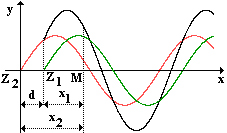 y
Z₂ Z₁ M x
d x₁
x₂